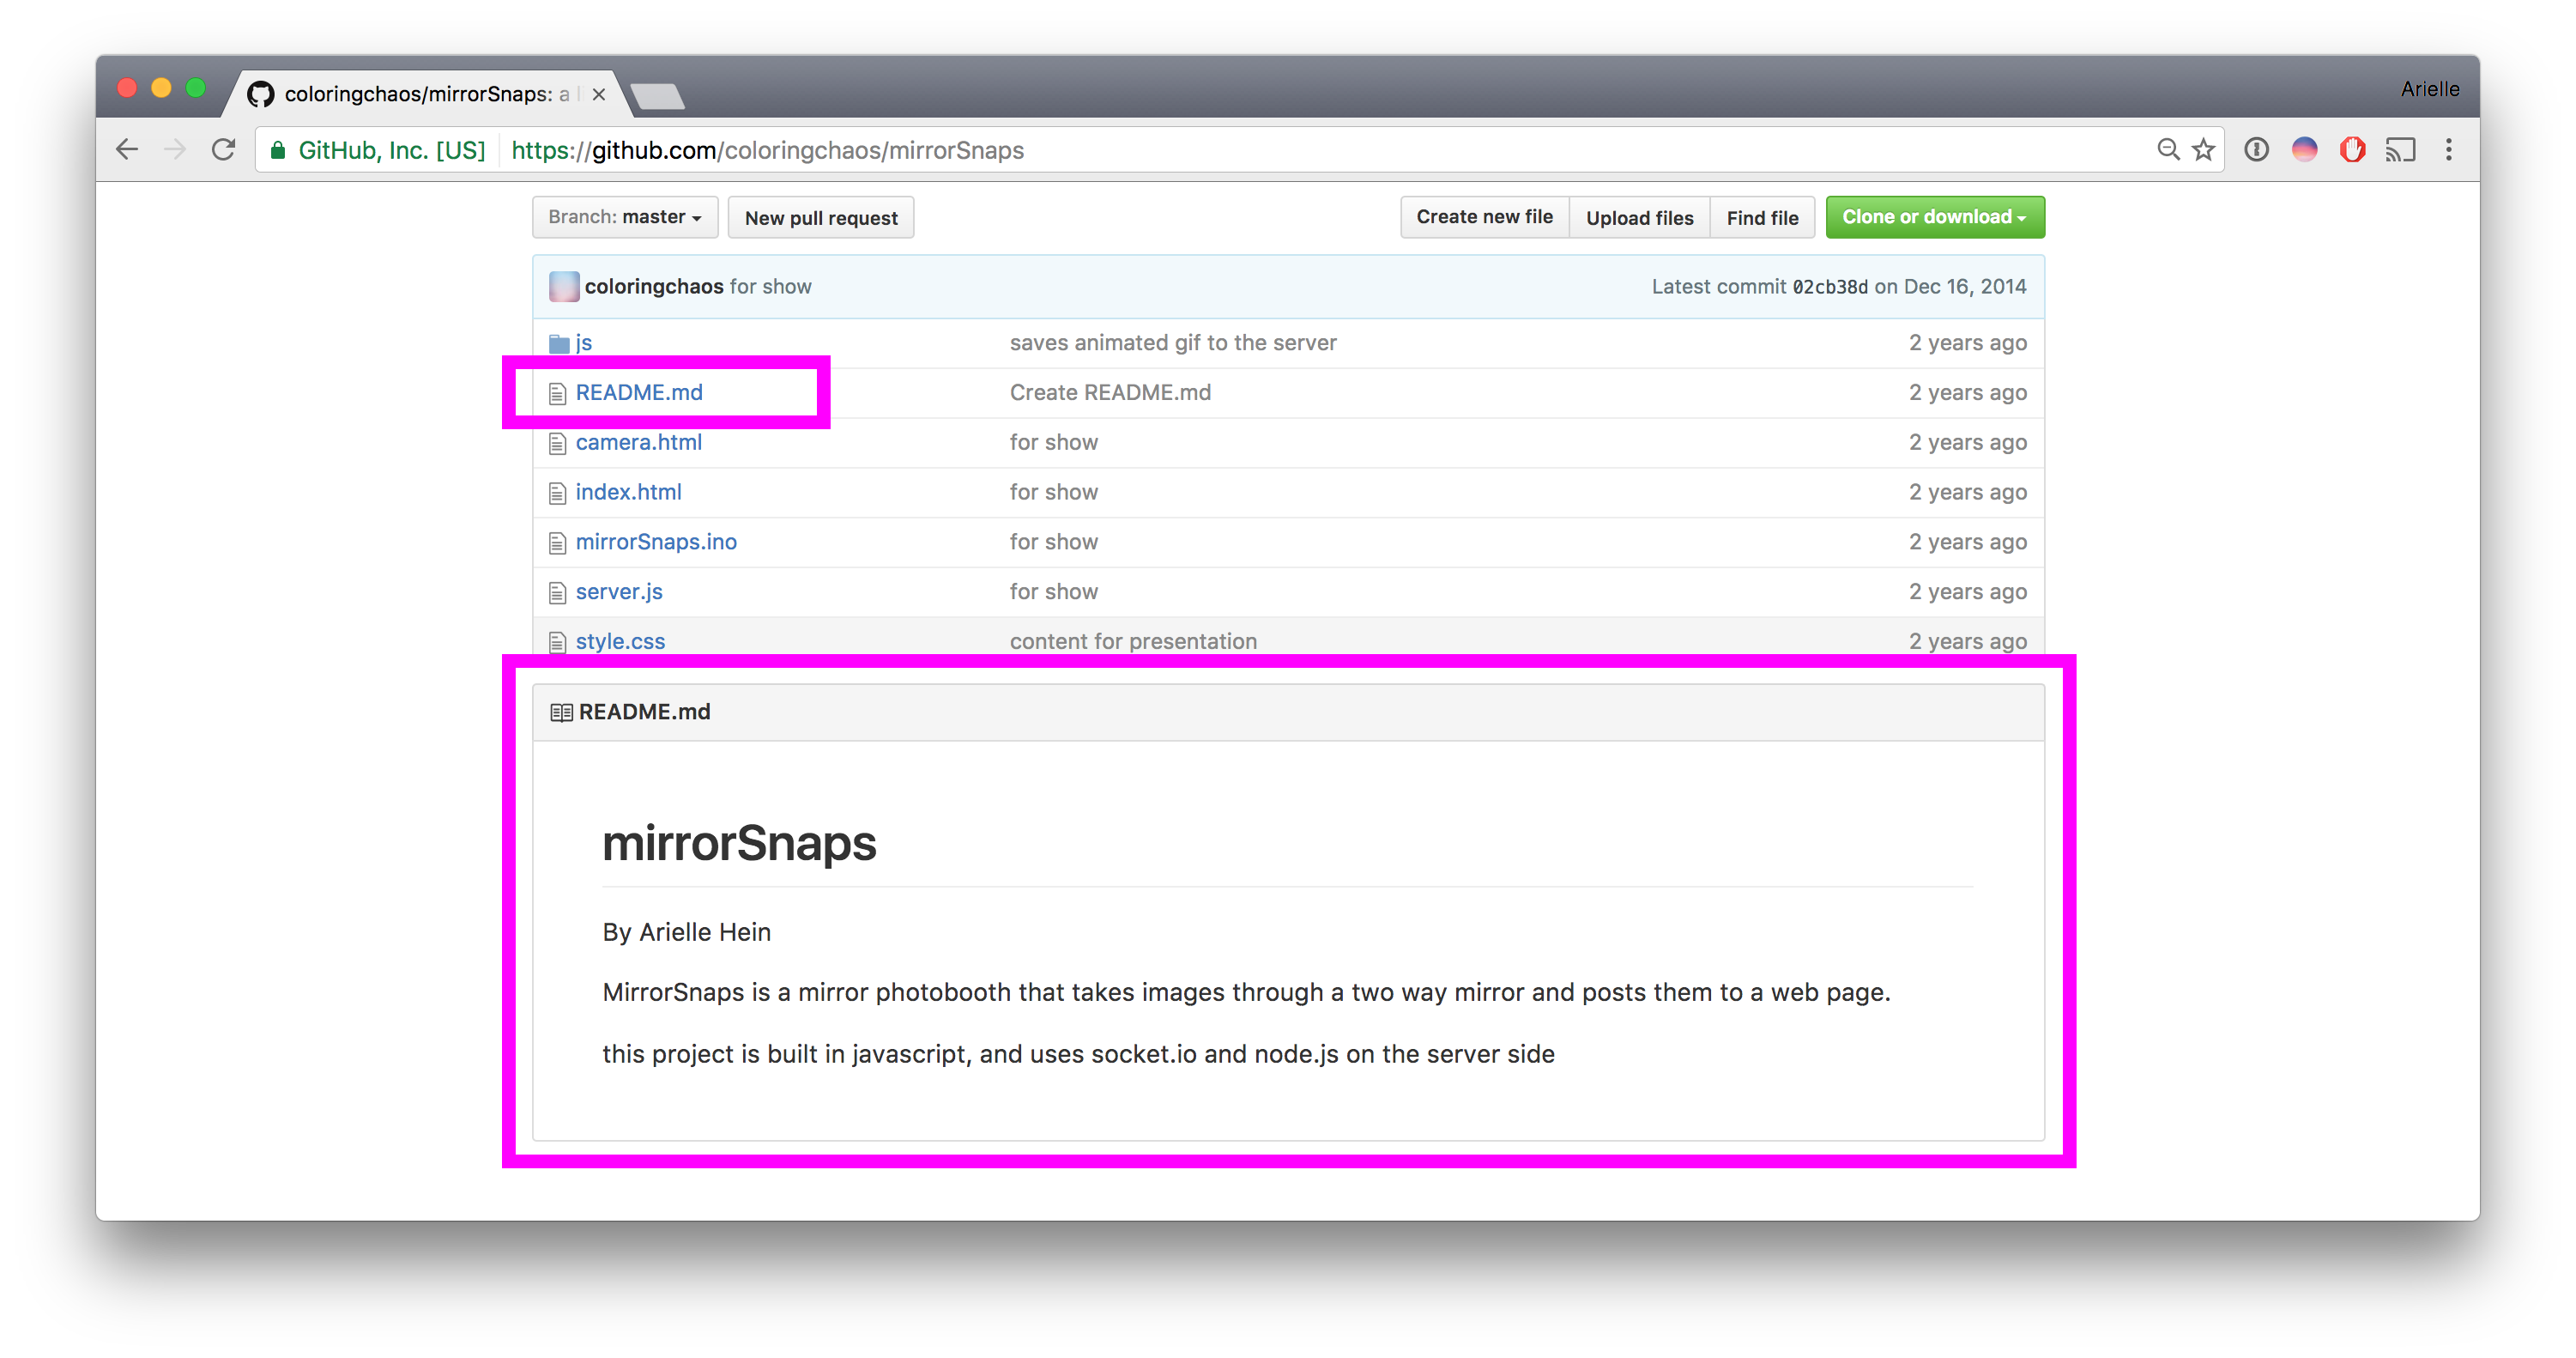 coloringchaos/mirrorSnaps: a
Arielle
GitHub, Inc. [US] https://github.com/coloringchaos/mirrorSnaps
Branch: master New pull request Create new file Upload files Find file Clone or download
coloringchaos for show Latest commit 02cb38d on Dec 16, 2014
js saves animated gif to the server 2 years ago
README.md Create README.md 2 years ago
camera.html for show 2 years ago
index.html for show 2 years ago
mirrorSnaps.ino for show 2 years ago
server.js for show 2 years ago
style.css content for presentation 2 years ago
README.md
mirrorSnaps
By Arielle Hein
MirrorSnaps is a mirror photobooth that takes images through a two way mirror and posts them to a web page.
this project is built in javascript, and uses socket.io and node.js on the server side